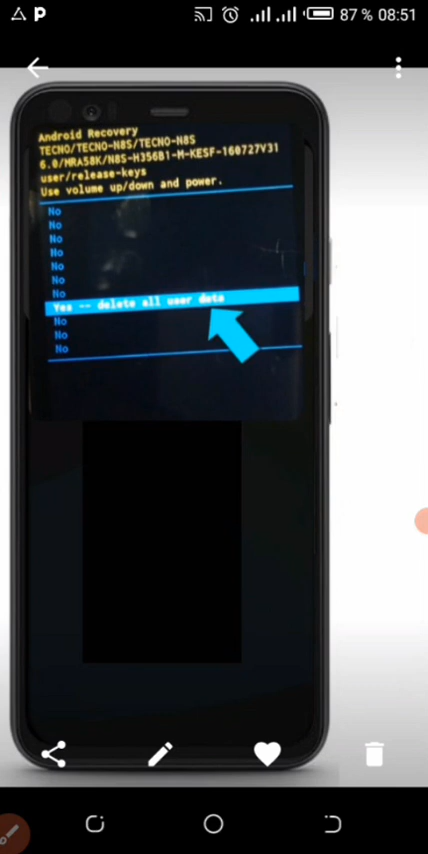 87 % 08:51
Android Recovery
TECNO/TECNO-N8S/TECNO-N8S
6.0/MRA58K/N8S-H356B1-M-KESF-160727V31
user/release-keys
Use volume up/down and power.
No
No
No
No
No
No
No
Yes -- delete all user data
No
No
No